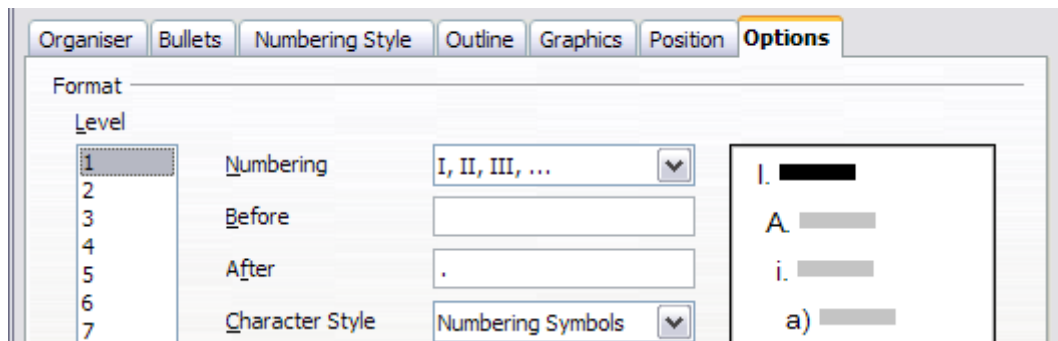 Organiser Bullets Numbering Style Outline Graphics Position Options
Format
Level
1
2
3
4
5
6
7
Numbering I, II, III, ...
Before
After .
Character Style Numbering Symbols
I.
A.
i.
a)